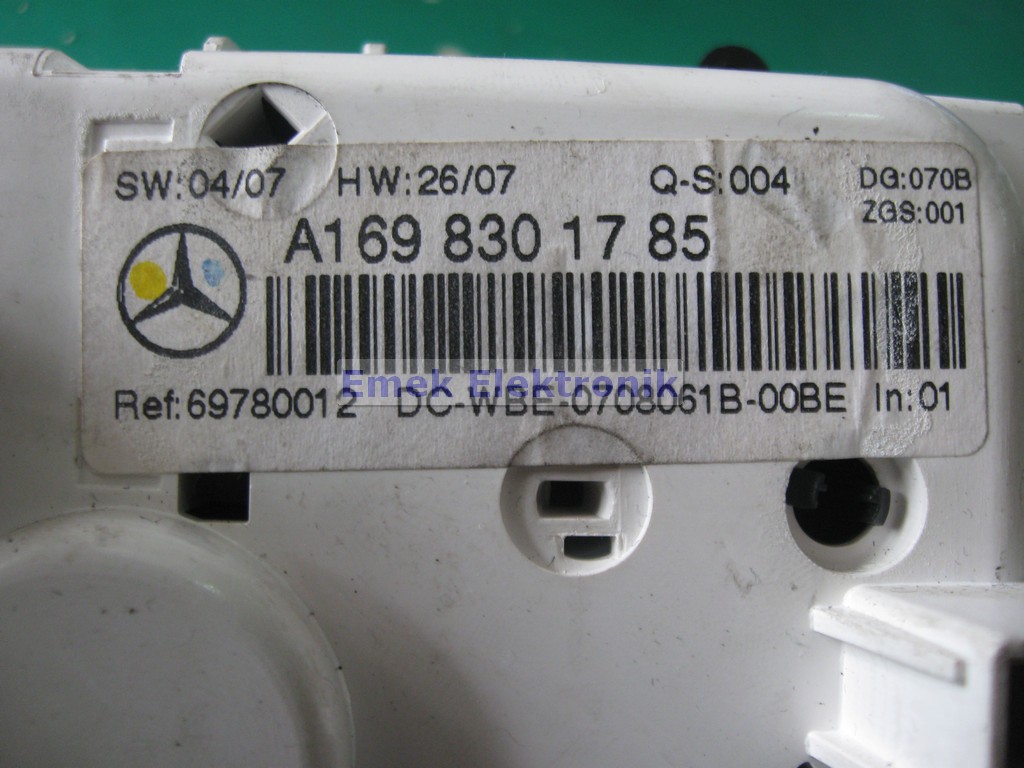 SW:04/07 HW:26/07 Q-S:004 DG:070B
ZGS:001
A169 830 17 85
Emek Elektronik
Ref:69780012 DC-WBE-0708061B-00BE In:01